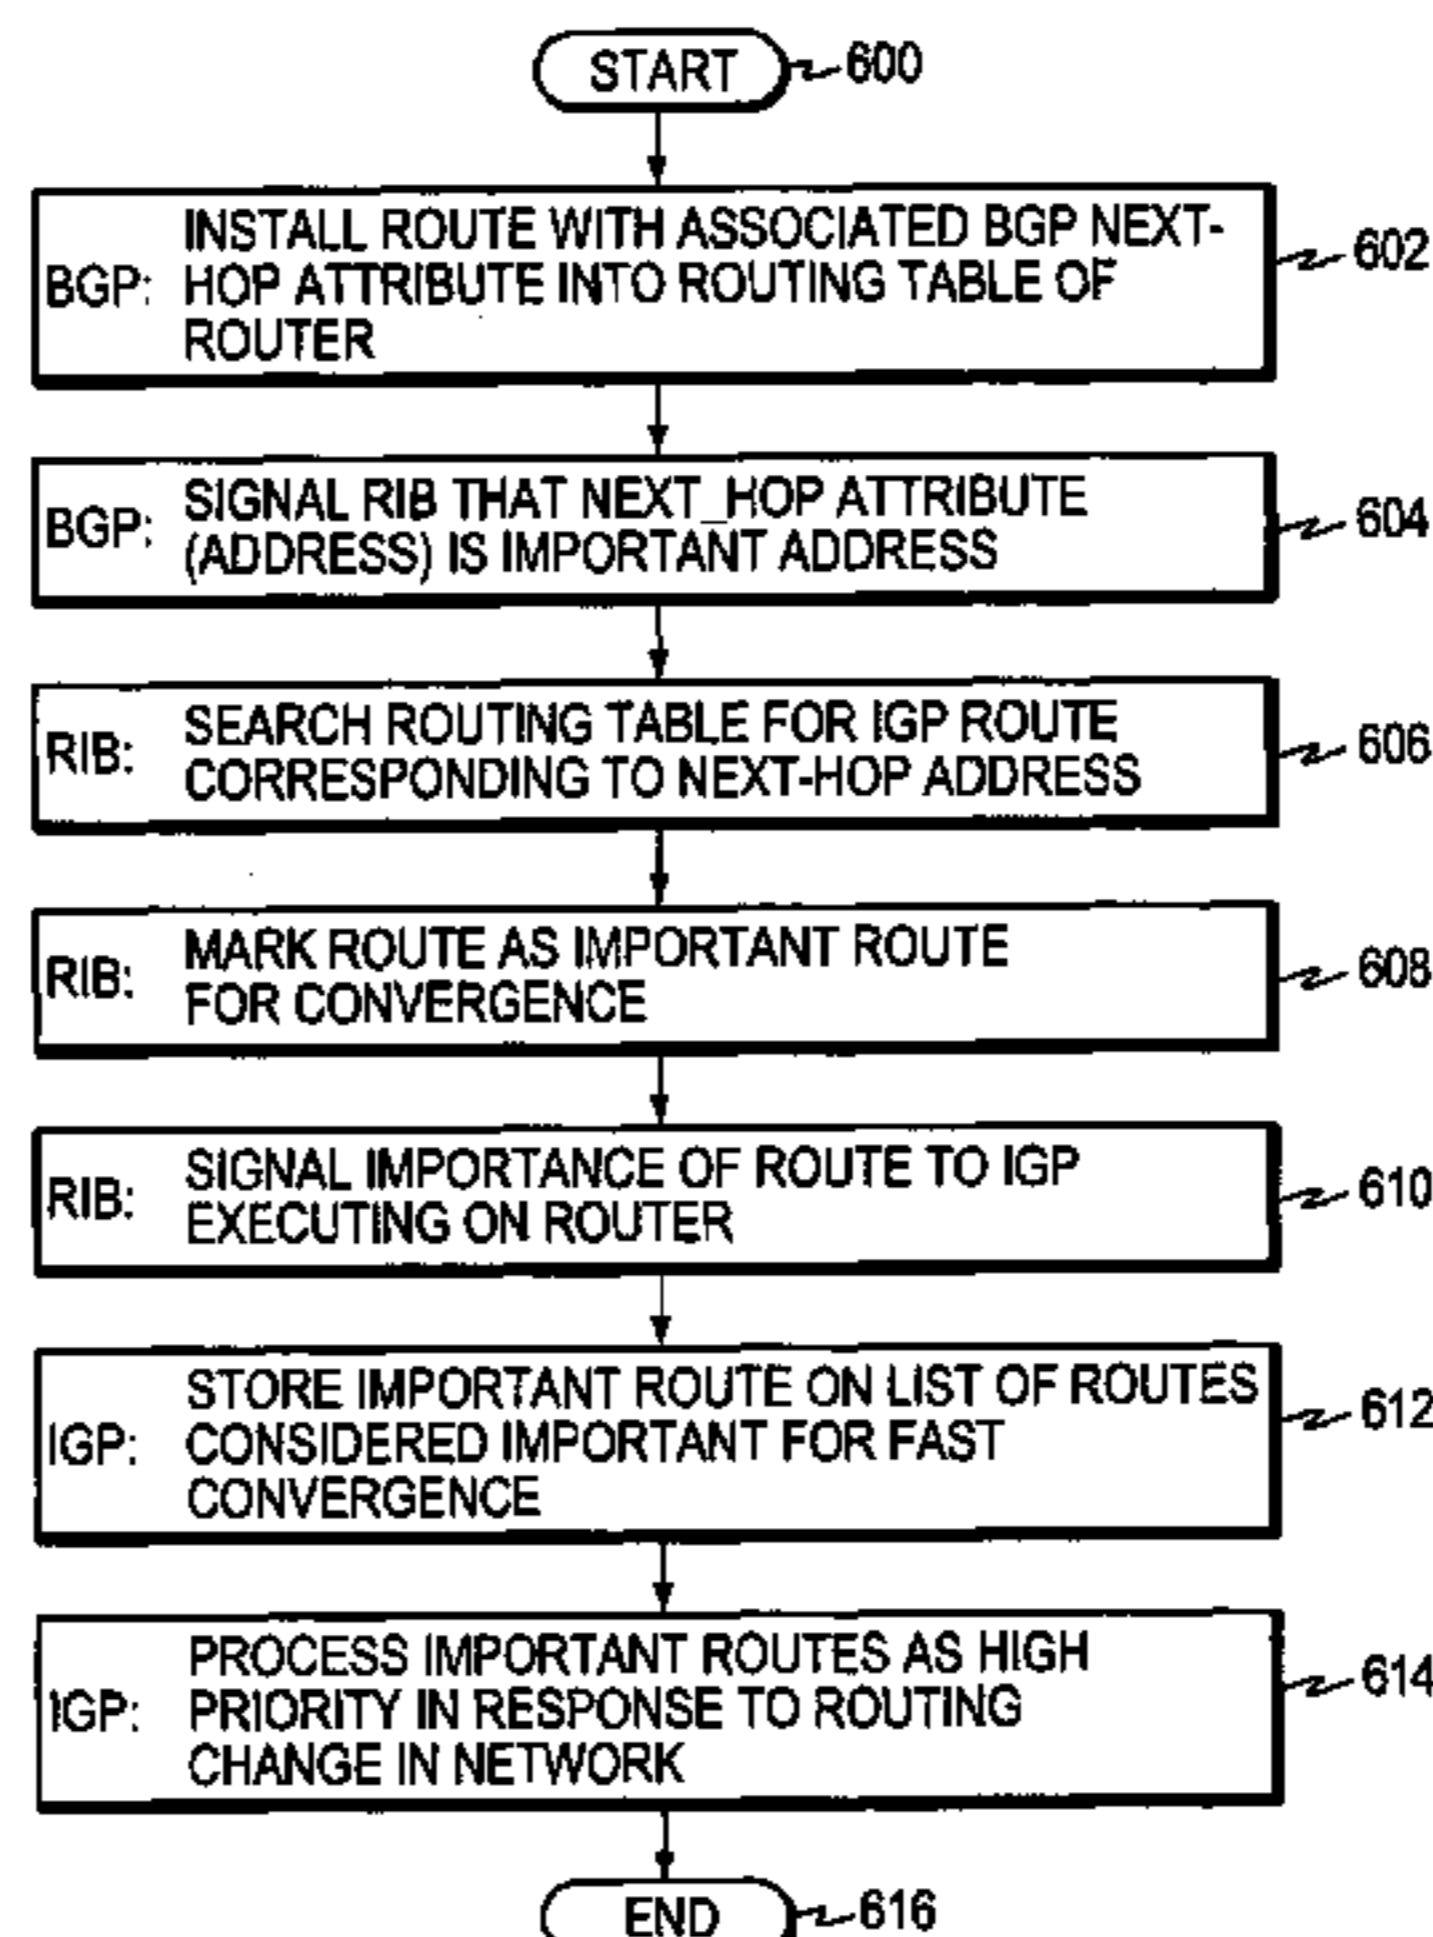 START
600
INSTALL ROUTE WITH ASSOCIATED BGP NEXT-
BGP: HOP ATTRIBUTE INTO ROUTING TABLE OF
ROUTER
602
SIGNAL RIB THAT NEXT_HOP ATTRIBUTE
BGP: (ADDRESS) IS IMPORTANT ADDRESS
604
SEARCH ROUTING TABLE FOR IGP ROUTE
RIB: CORRESPONDING TO NEXT-HOP ADDRESS
606
MARK ROUTE AS IMPORTANT ROUTE
RIB: FOR CONVERGENCE
608
SIGNAL IMPORTANCE OF ROUTE TO IGP
RIB: EXECUTING ON ROUTER
610
STORE IMPORTANT ROUTE ON LIST OF ROUTES
IGP: CONSIDERED IMPORTANT FOR FAST
CONVERGENCE
612
PROCESS IMPORTANT ROUTES AS HIGH
IGP: PRIORITY IN RESPONSE TO ROUTING
CHANGE IN NETWORK
614
END
616